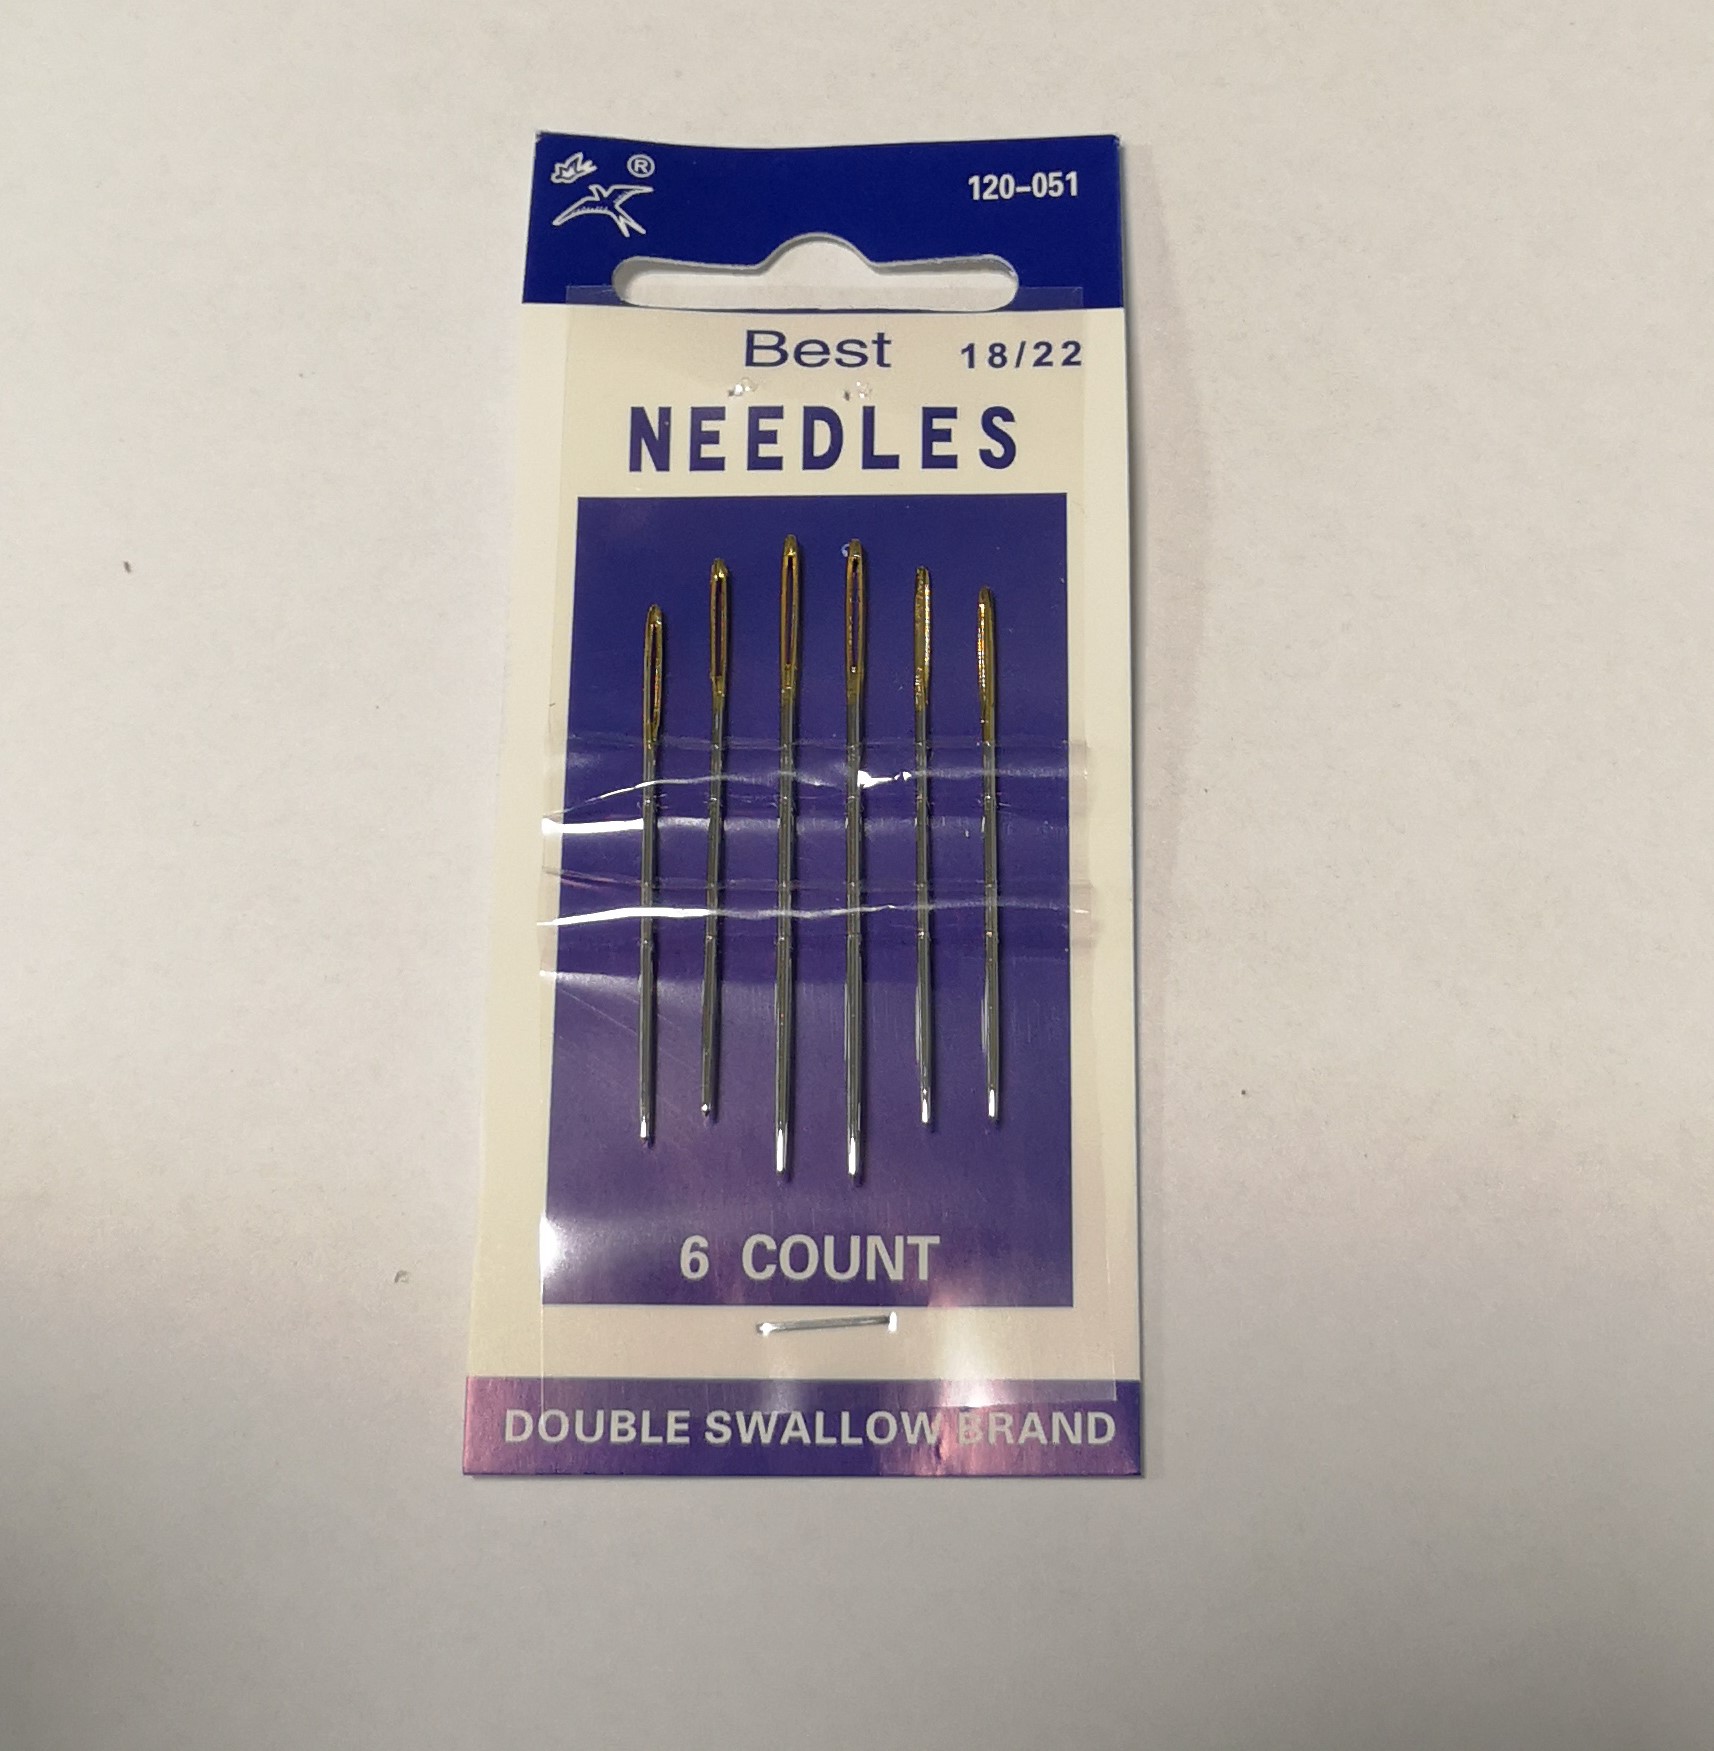 ®
120-051
Best 18/22
NEEDLES
6 COUNT
DOUBLE SWALLOW BRAND